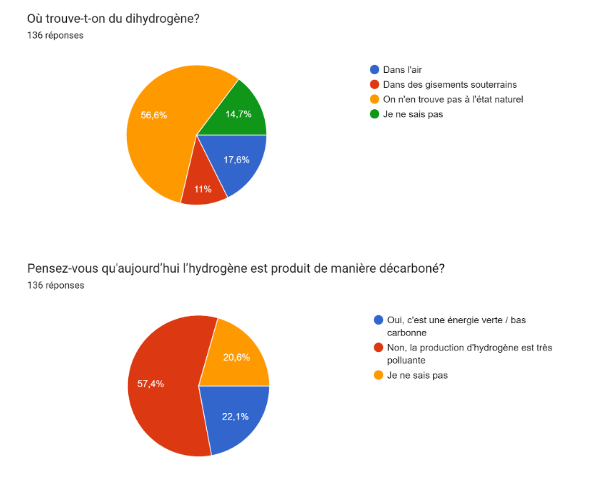 Où trouve-t-on du dihydrogène?
136 réponses
Dans l'air
Dans des gisements souterrains
On n'en trouve pas à l'état naturel
Je ne sais pas
56,6%
14,7%
17,6%
11%
Pensez-vous qu'aujourd'hui l'hydrogène est produit de manière décarboné?
136 réponses
Oui, c'est une énergie verte / bas
carbonne
Non, la production d'hydrogène est très
polluante
Je ne sais pas
57,4%
20,6%
22,1%